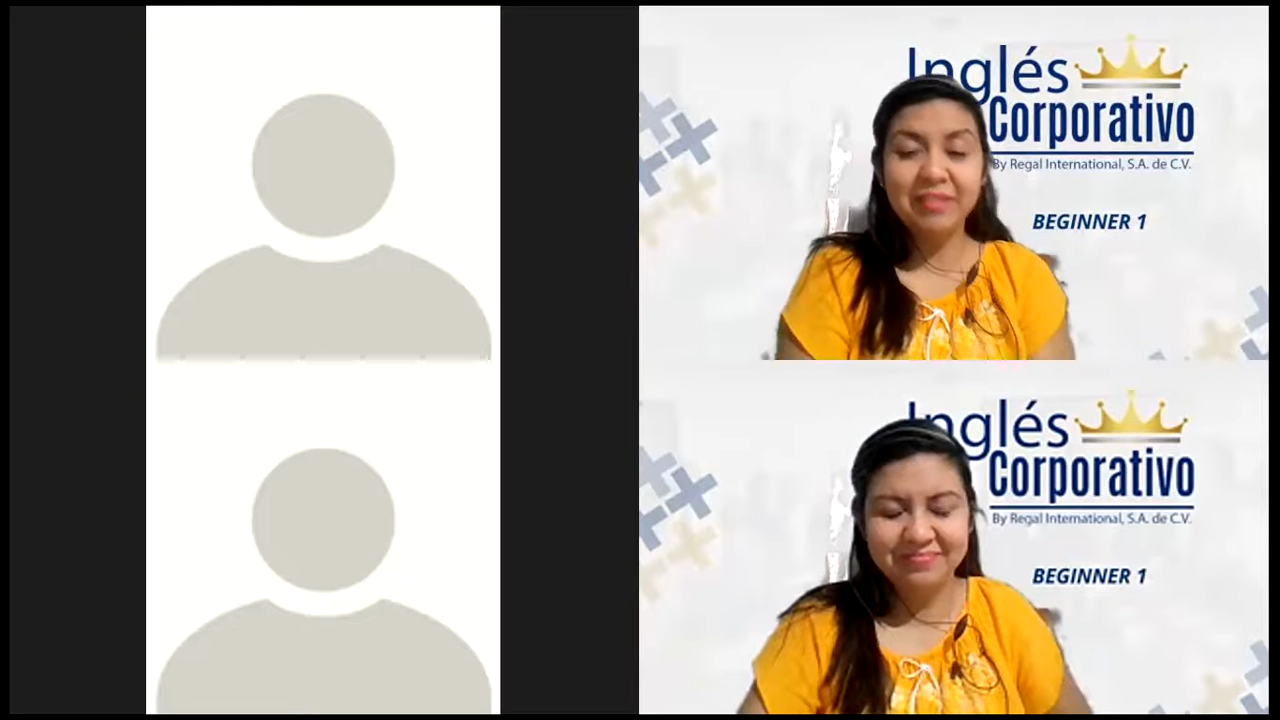 Inglés
Corporativo
By Regal International, S.A. de C.V.
BEGINNER 1
Inglés
Corporativo
By Regal International, S.A. de C.V.
BEGINNER 1